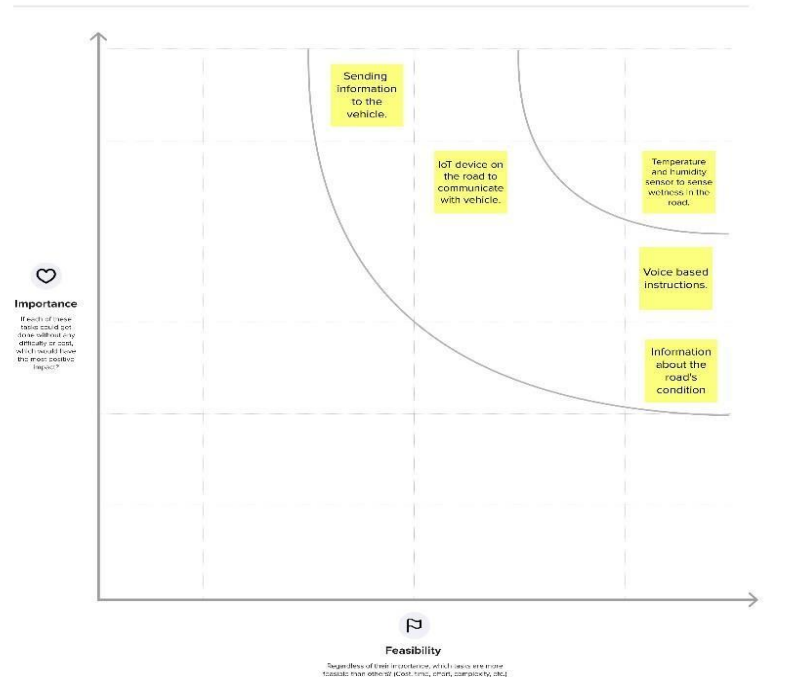 Sending
information
to the
vehicle.
IoT device on
the road to
communicate
with vehicle.
Temperature
and humidity
sensor to sense
wetness in the
road.
Voice based
instructions.
Information
about the
road's
condition
Importance
If each of these
tasks could get
done without any
difficulty or cost,
which would have
the most positive
impact?
Feasibility
Regardless of their importance, which tasks are more
feasible than others? (Cost, time, effort, complexity, etc.)